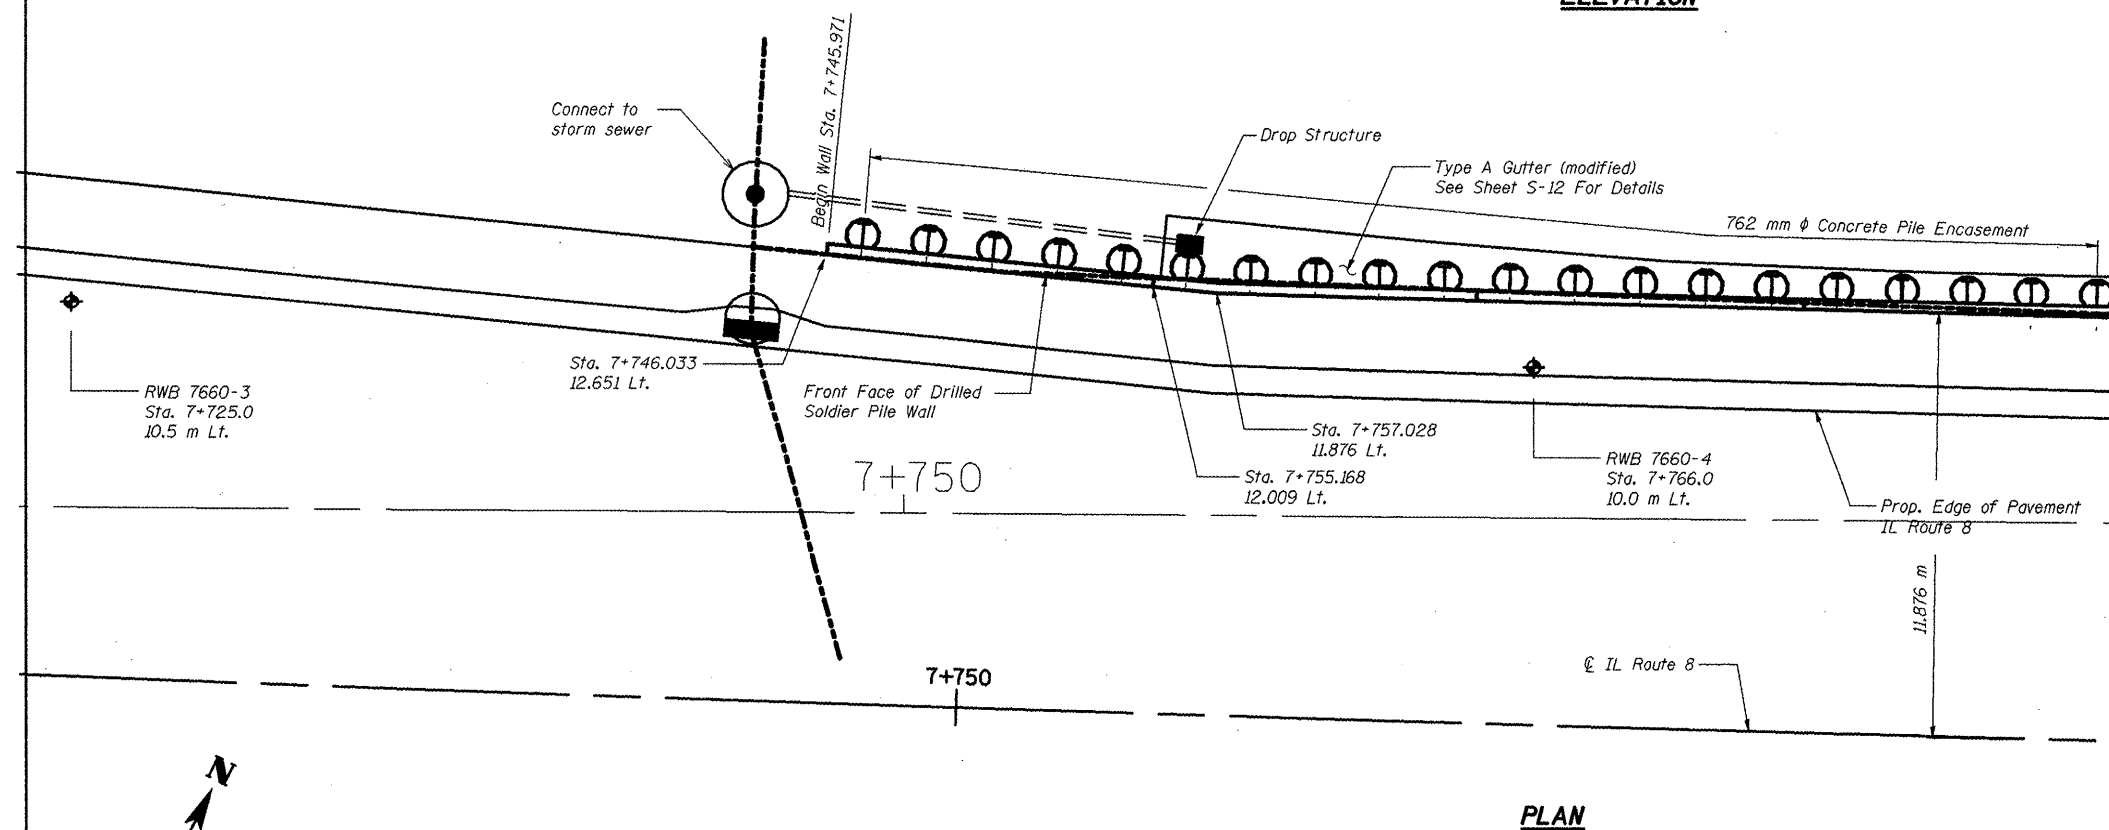 ELEVATION
Connect to
storm sewer
Begin Wall Sta. 7+745.971
Drop Structure
Type A Gutter (modified)
See Sheet S-12 For Details
762 mm ϕ Concrete Pile Encasement
Sta. 7+746.033
12.651 Lt.
RWB 7660-3
Sta. 7+725.0
10.5 m Lt.
Front Face of Drilled
Soldier Pile Wall
Sta. 7+757.028
11.876 Lt.
Sta. 7+755.168
12.009 Lt.
RWB 7660-4
Sta. 7+766.0
10.0 m Lt.
7+750
Prop. Edge of Pavement
IL Route 8
11.876 m
℄ IL Route 8
7+750
N
PLAN